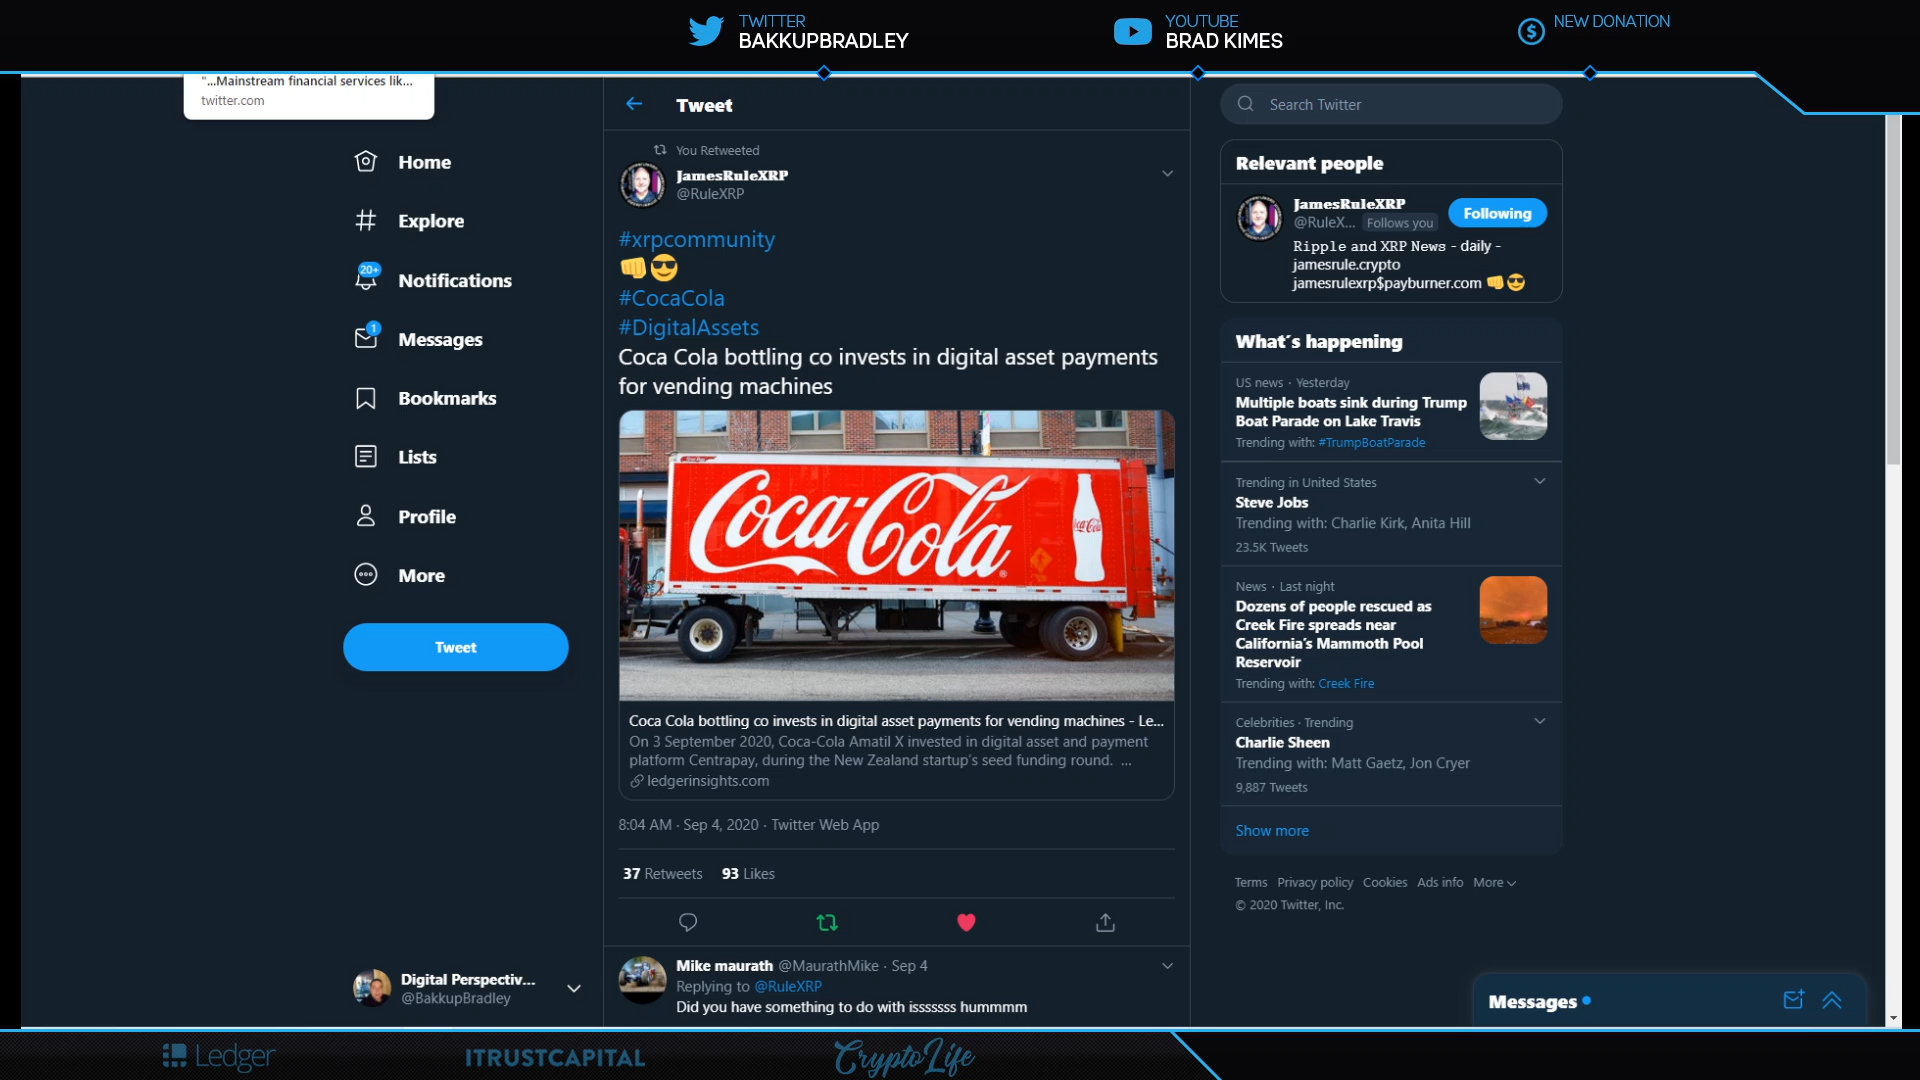 TWITTER
BAKKUPBRADLEY
YOUTUBE
BRAD KIMES
NEW DONATION
"...Mainstream financial services lik...
twitter.com
Home
Explore
20+
Notifications
1
Messages
Bookmarks
Lists
Profile
More
Tweet
Digital Perspectiv...
@BakkupBradley
Tweet
You Retweeted
JamesRuleXRP
@RuleXRP
#xrpcommunity
👊😎
#CocaCola
#DigitalAssets
Coca Cola bottling co invests in digital asset payments
for vending machines
Coca-Cola
Coca-Cola
Coca Cola bottling co invests in digital asset payments for vending machines - Le...
On 3 September 2020, Coca-Cola Amatil X invested in digital asset and payment
platform Centrapay, during the New Zealand startup's seed funding round. ...
ledgerinsights.com
8:04 AM · Sep 4, 2020 · Twitter Web App
37 Retweets 93 Likes
Mike maurath @MaurathMike · Sep 4
Replying to @RuleXRP
Did you have something to do with isssssss hummmm
Search Twitter
Relevant people
JamesRuleXRP
@RuleX... Follows you
Following
Ripple and XRP News - daily -
jamesrule.crypto
jamesrulexrp$payburner.com 👊😎
What's happening
US news · Yesterday
Multiple boats sink during Trump
Boat Parade on Lake Travis
Trending with: #TrumpBoatParade
Trending in United States
Steve Jobs
Trending with: Charlie Kirk, Anita Hill
23.5K Tweets
News · Last night
Dozens of people rescued as
Creek Fire spreads near
California's Mammoth Pool
Reservoir
Trending with: Creek Fire
Celebrities · Trending
Charlie Sheen
Trending with: Matt Gaetz, Jon Cryer
9,887 Tweets
Show more
Terms Privacy policy Cookies Ads info More
© 2020 Twitter, Inc.
Messages
Ledger
ITRUSTCAPITAL
CryptoLife